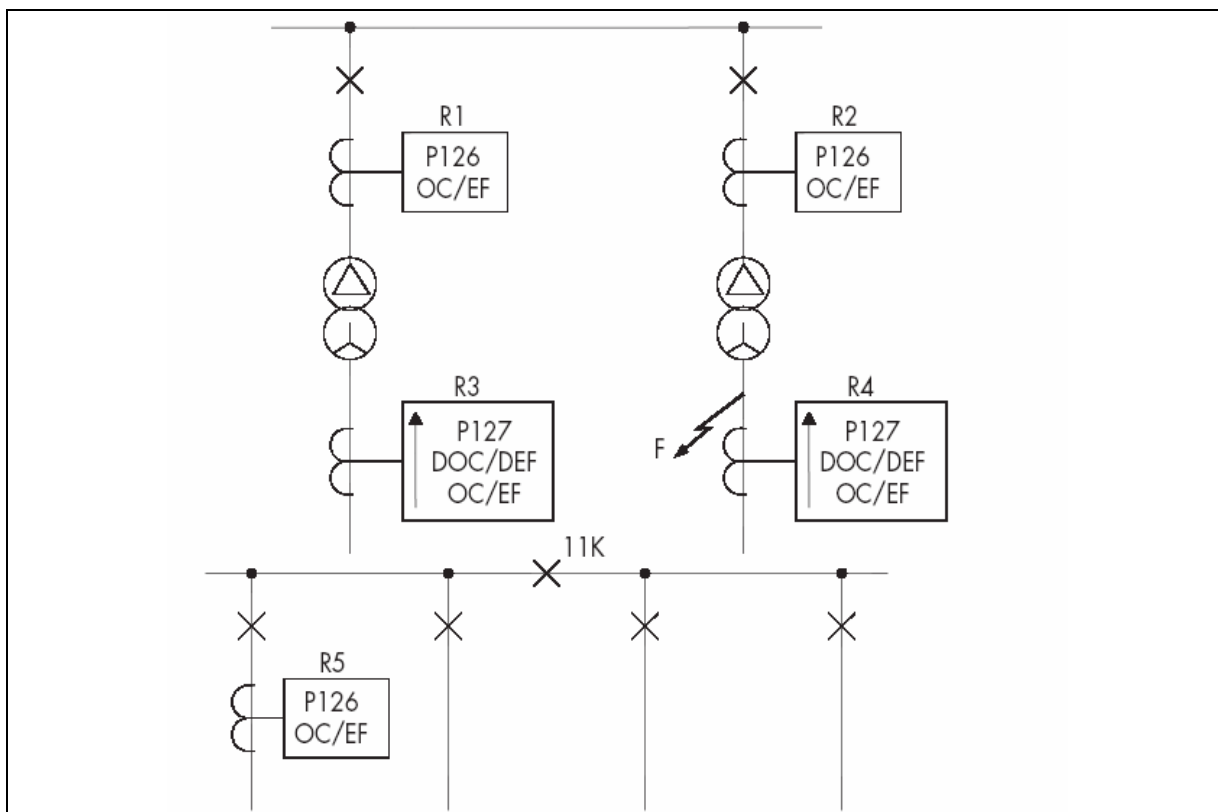 R1
P126
OC/EF
R2
P126
OC/EF
R3
P127
DOC/DEF
OC/EF
F
R4
P127
DOC/DEF
OC/EF
11K
R5
P126
OC/EF